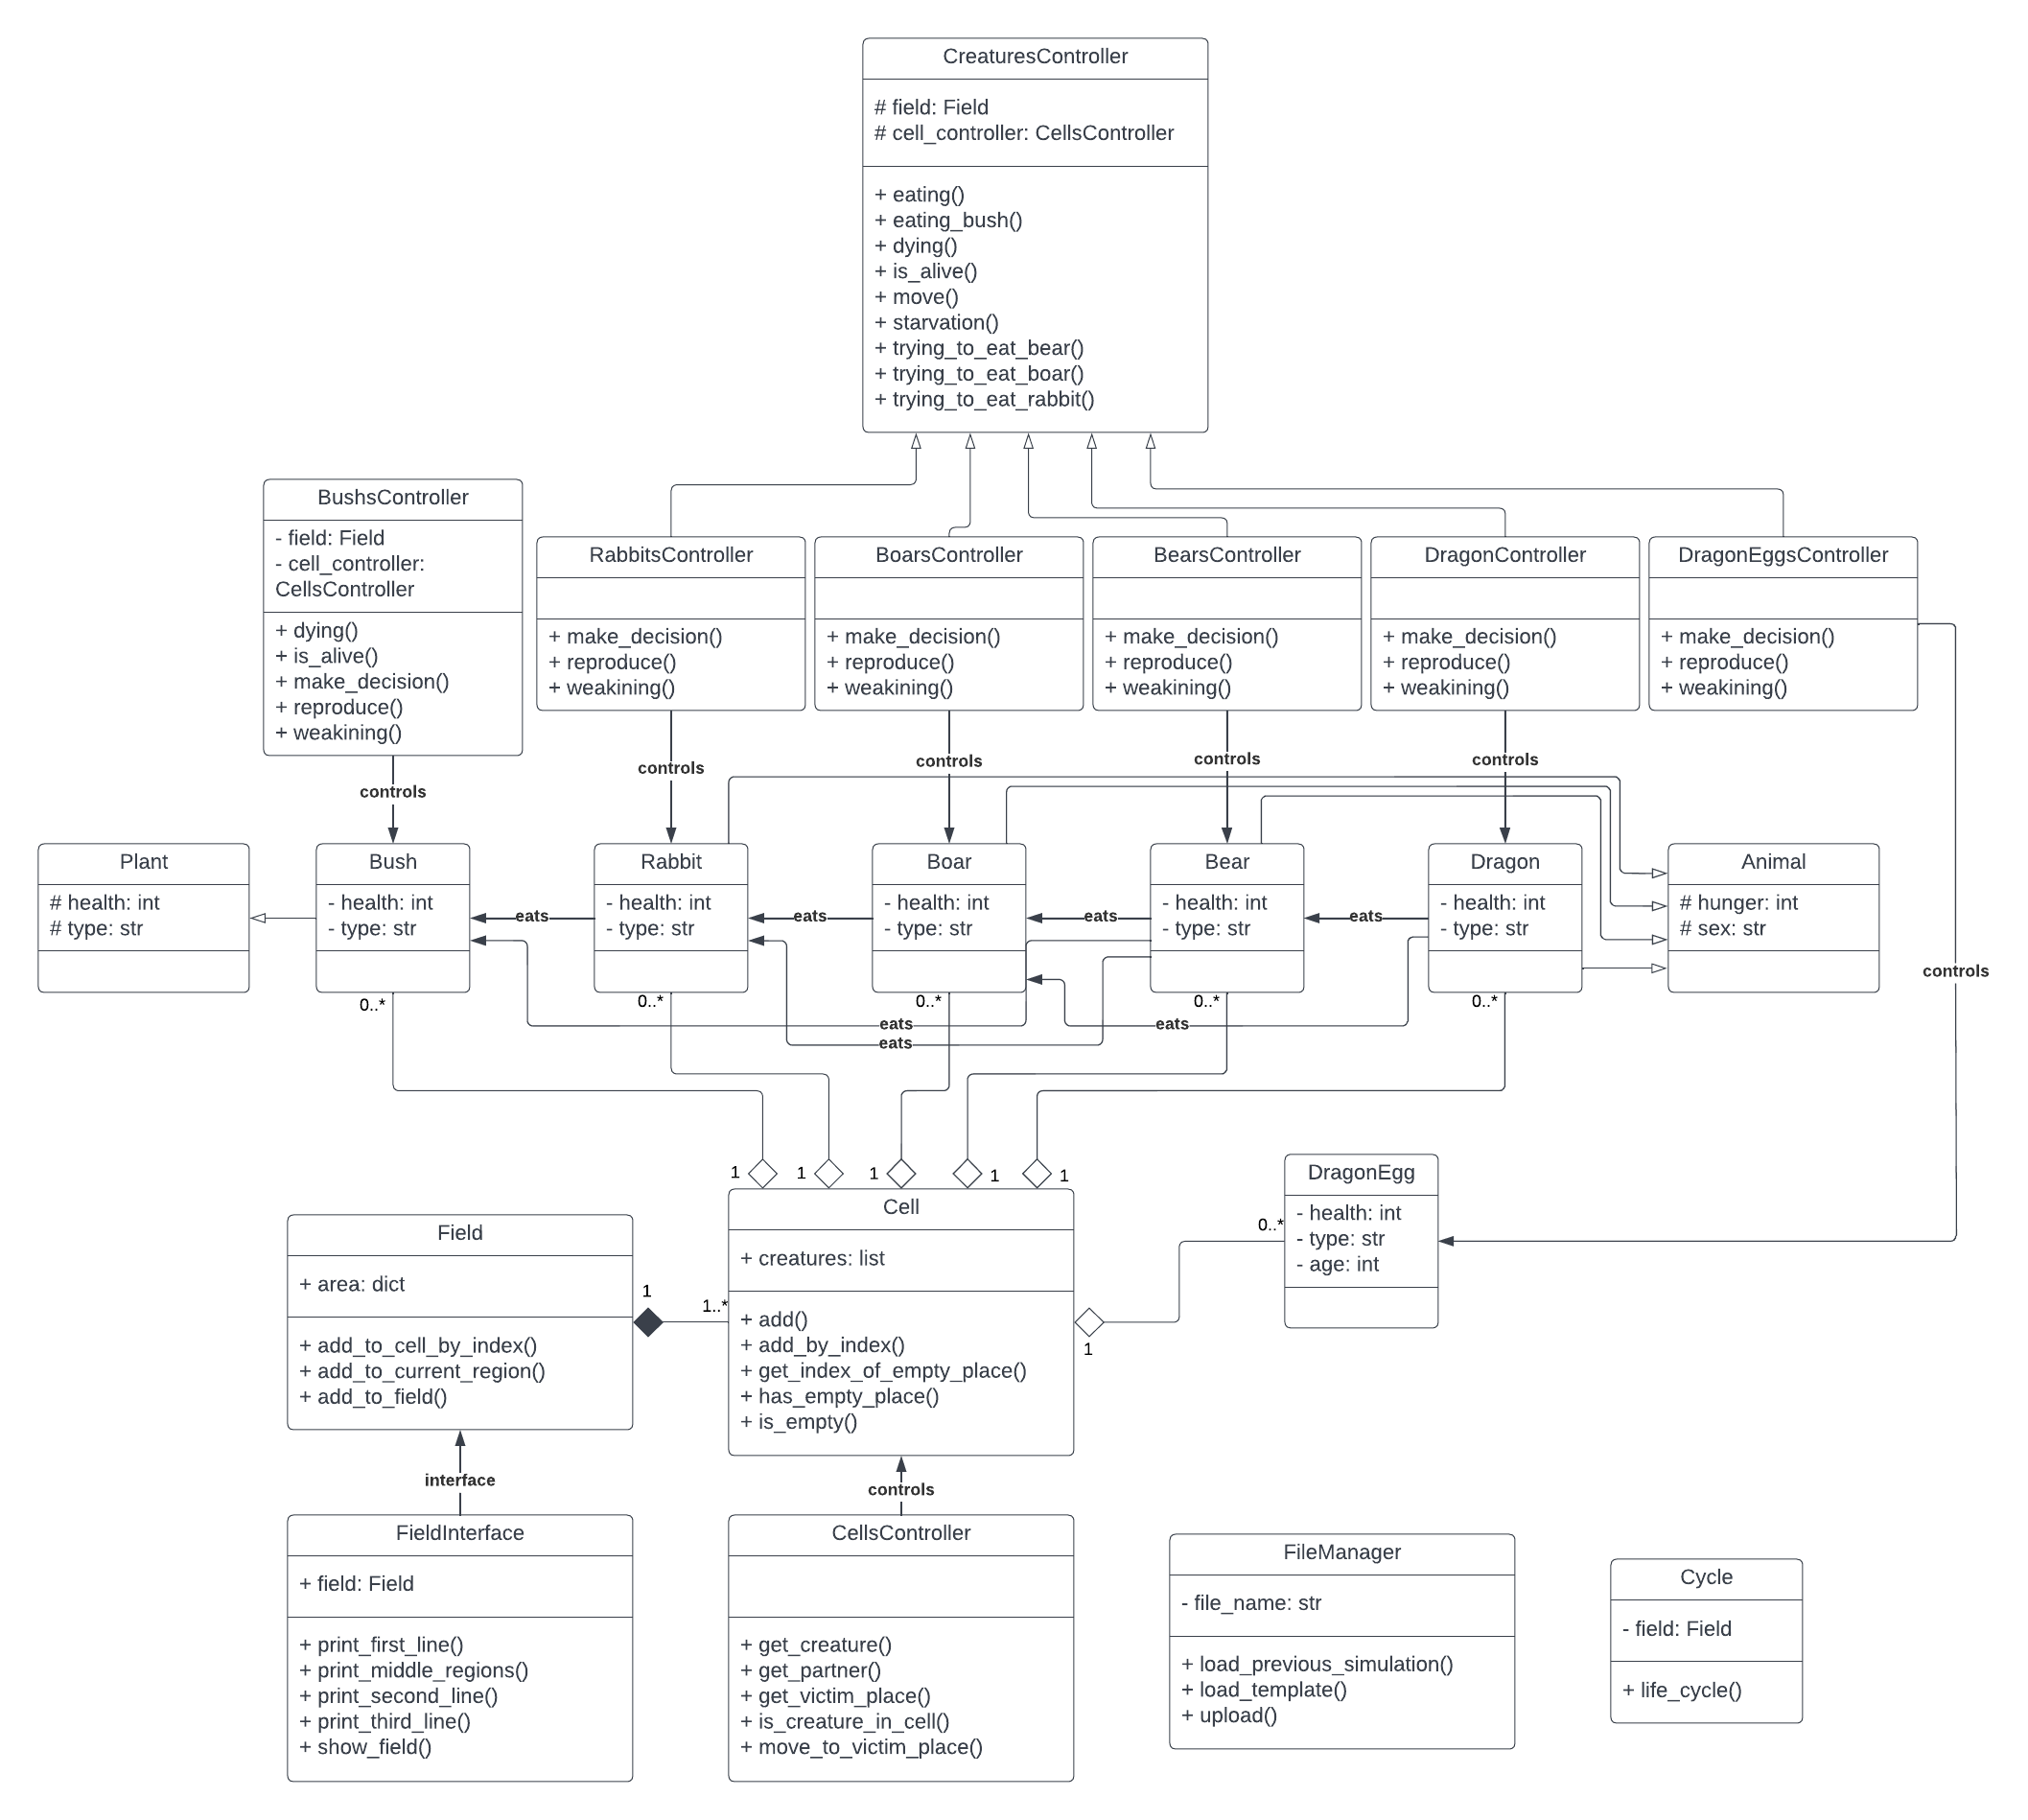 CreaturesController
# field: Field
# cell_controller: CellsController
+ eating()
+ eating_bush()
+ dying()
+ is_alive()
+ move()
+ starvation()
+ trying_to_eat_bear()
+ trying_to_eat_boar()
+ trying_to_eat_rabbit()
BushsController
- field: Field
- cell_controller:
CellsController
+ dying()
+ is_alive()
+ make_decision()
+ reproduce()
+ weakining()
RabbitsController
+ make_decision()
+ reproduce()
+ weakining()
BoarsController
+ make_decision()
+ reproduce()
+ weakining()
BearsController
+ make_decision()
+ reproduce()
+ weakining()
DragonController
+ make_decision()
+ reproduce()
+ weakining()
DragonEggsController
+ make_decision()
+ reproduce()
+ weakining()
controls
controls
controls
controls
controls
controls
Plant
# health: int
# type: str
Bush
- health: int
- type: str
0..*
eats
Rabbit
- health: int
- type: str
0..*
eats
Boar
- health: int
- type: str
0..*
eats
Bear
- health: int
- type: str
0..*
eats
Dragon
- health: int
- type: str
0..*
Animal
# hunger: int
# sex: str
eats
eats
eats
1
1
1
1
1
Cell
+ creatures: list
+ add()
+ add_by_index()
+ get_index_of_empty_place()
+ has_empty_place()
+ is_empty()
DragonEgg
- health: int
- type: str
- age: int
0..*
1
Field
+ area: dict
+ add_to_cell_by_index()
+ add_to_current_region()
+ add_to_field()
1
1..*
interface
controls
FieldInterface
+ field: Field
+ print_first_line()
+ print_middle_regions()
+ print_second_line()
+ print_third_line()
+ show_field()
CellsController
+ get_creature()
+ get_partner()
+ get_victim_place()
+ is_creature_in_cell()
+ move_to_victim_place()
FileManager
- file_name: str
+ load_previous_simulation()
+ load_template()
+ upload()
Cycle
- field: Field
+ life_cycle()